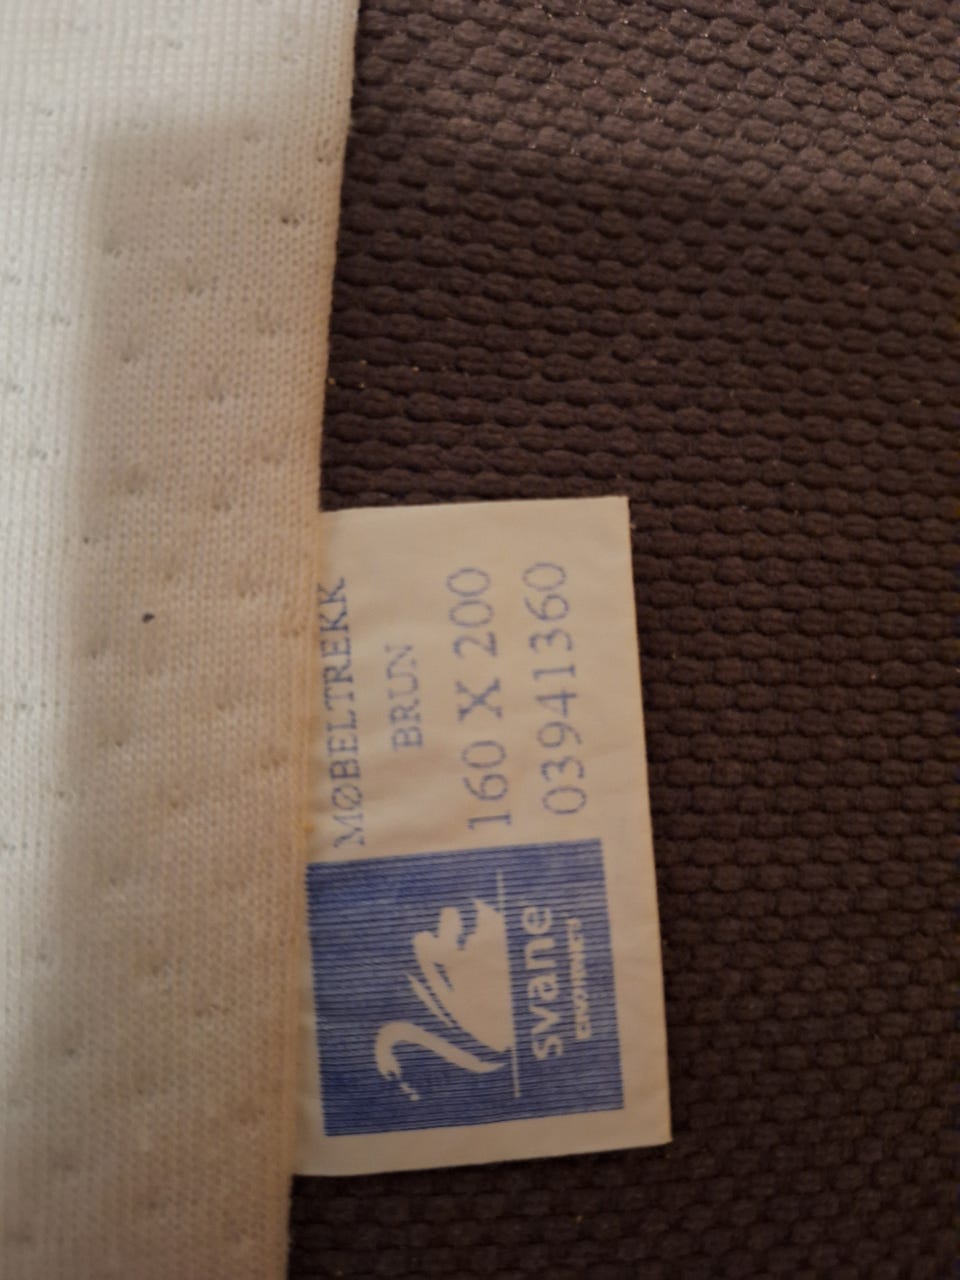 MØBELTREKK
BRUN
160 X 200
03941360
svane